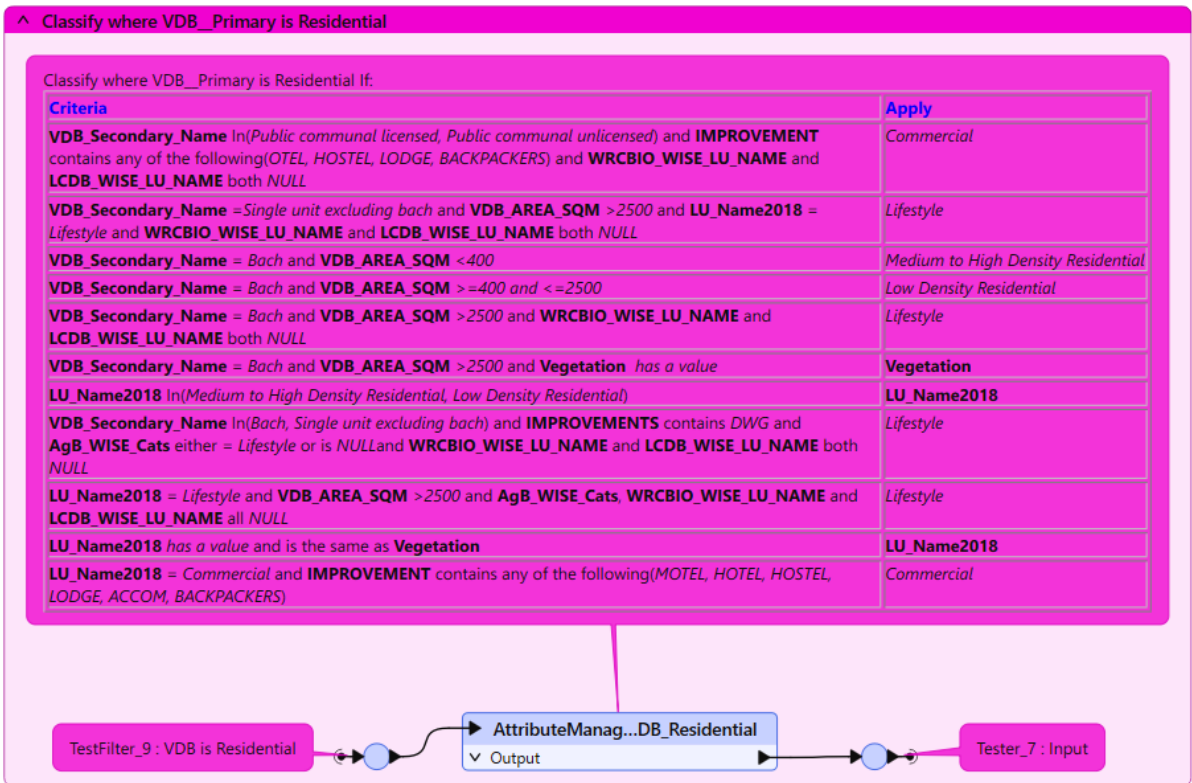 Classify where VDB__Primary is Residential
Classify where VDB__Primary is Residential If:
Criteria Apply
VDB_Secondary_Name In(Public communal licensed, Public communal unlicensed) and IMPROVEMENT Commercial
contains any of the following(OTEL, HOSTEL, LODGE, BACKPACKERS) and WRCBIO_WISE_LU_NAME and
LCDB_WISE_LU_NAME both NULL
VDB_Secondary_Name =Single unit excluding bach and VDB_AREA_SQM >2500 and LU_Name2018 = Lifestyle
Lifestyle and WRCBIO_WISE_LU_NAME and LCDB_WISE_LU_NAME both NULL
VDB_Secondary_Name = Bach and VDB_AREA_SQM <400 Medium to High Density Residential
VDB_Secondary_Name = Bach and VDB_AREA_SQM >=400 and <=2500 Low Density Residential
VDB_Secondary_Name = Bach and VDB_AREA_SQM >2500 and WRCBIO_WISE_LU_NAME and Lifestyle
LCDB_WISE_LU_NAME both NULL
VDB_Secondary_Name = Bach and VDB_AREA_SQM >2500 and Vegetation has a value Vegetation
LU_Name2018 In(Medium to High Density Residential, Low Density Residential) LU_Name2018
VDB_Secondary_Name In(Bach, Single unit excluding bach) and IMPROVEMENTS contains DWG and Lifestyle
AgB_WISE_Cats either = Lifestyle or is NULLand WRCBIO_WISE_LU_NAME and LCDB_WISE_LU_NAME both
NULL
LU_Name2018 = Lifestyle and VDB_AREA_SQM >2500 and AgB_WISE_Cats, WRCBIO_WISE_LU_NAME and Lifestyle
LCDB_WISE_LU_NAME all NULL
LU_Name2018 has a value and is the same as Vegetation LU_Name2018
LU_Name2018 = Commercial and IMPROVEMENT contains any of the following(MOTEL, HOTEL, HOSTEL, Commercial
LODGE, ACCOM, BACKPACKERS)
AttributeManag...DB_Residential
TestFilter_9 : VDB is Residential
Output
Tester_7 : Input